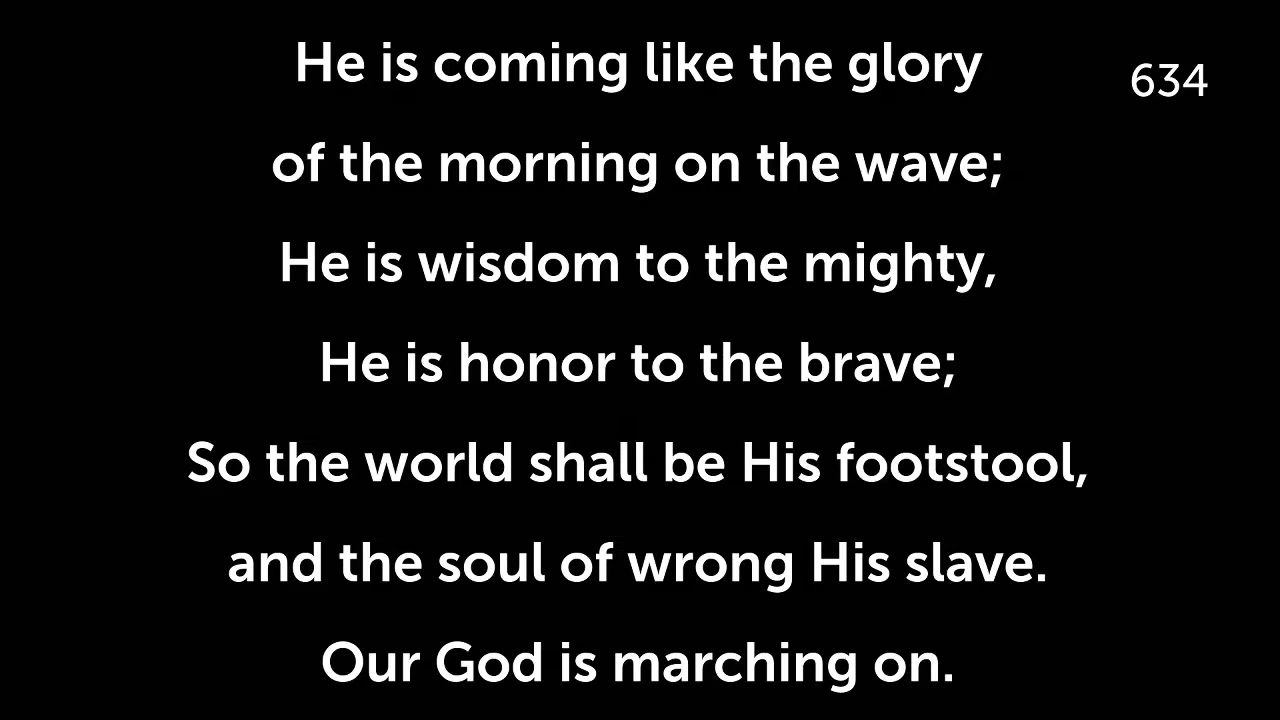 He is coming like the glory
634
of the morning on the wave;
He is wisdom to the mighty,
He is honor to the brave;
So the world shall be His footstool,
and the soul of wrong His slave.
Our God is marching on.